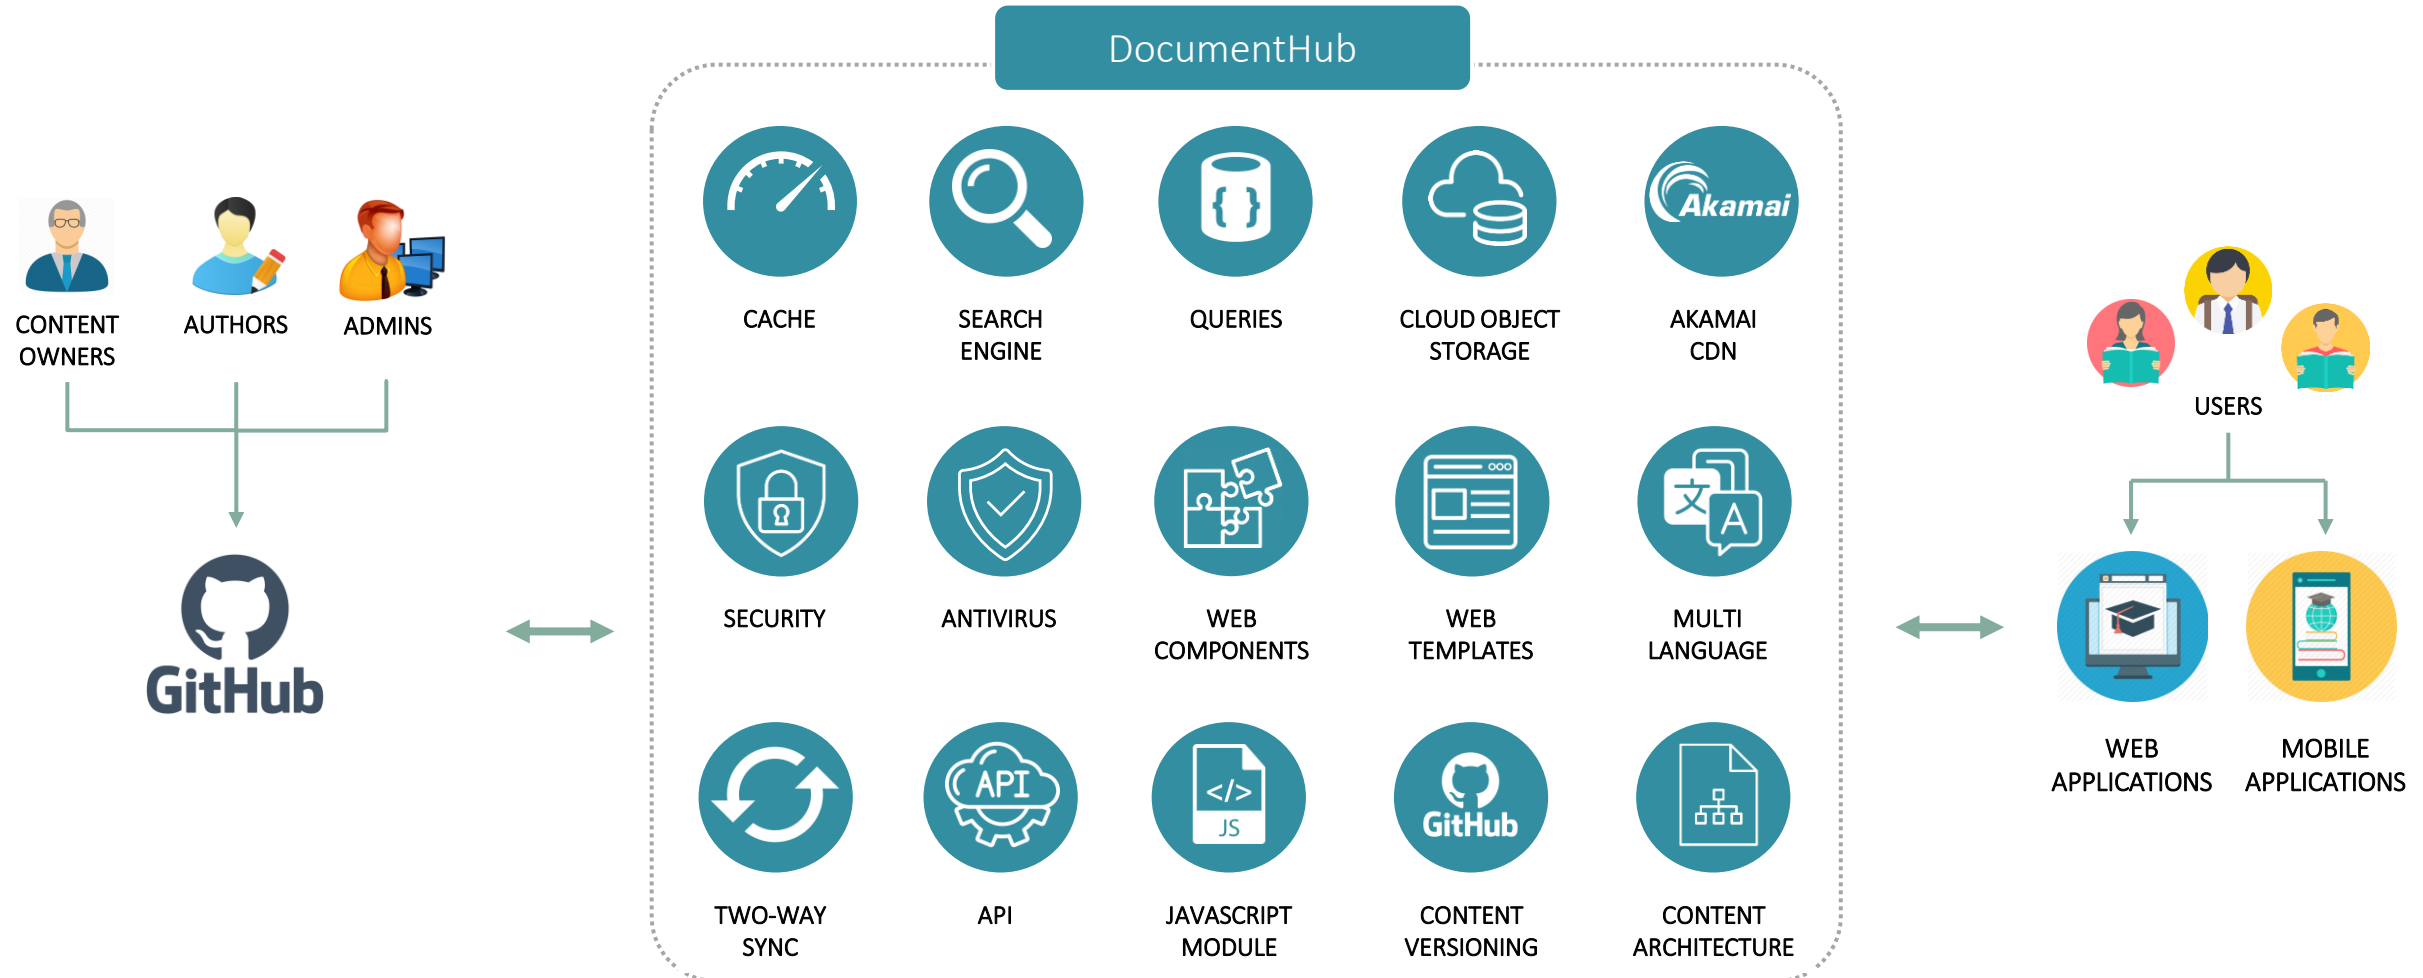 DocumentHub
Akamai
CACHE
SEARCH
ENGINE
QUERIES
CLOUD OBJECT
STORAGE
AKAMAI
CDN
CONTENT
OWNERS
AUTHORS
ADMINS
GitHub
文
A
SECURITY
ANTIVIRUS
WEB
COMPONENTS
WEB
TEMPLATES
MULTI
LANGUAGE
API
</>
JS
GitHub
TWO-WAY
SYNC
API
JAVASCRIPT
MODULE
CONTENT
VERSIONING
CONTENT
ARCHITECTURE
USERS
WEB
APPLICATIONS
MOBILE
APPLICATIONS